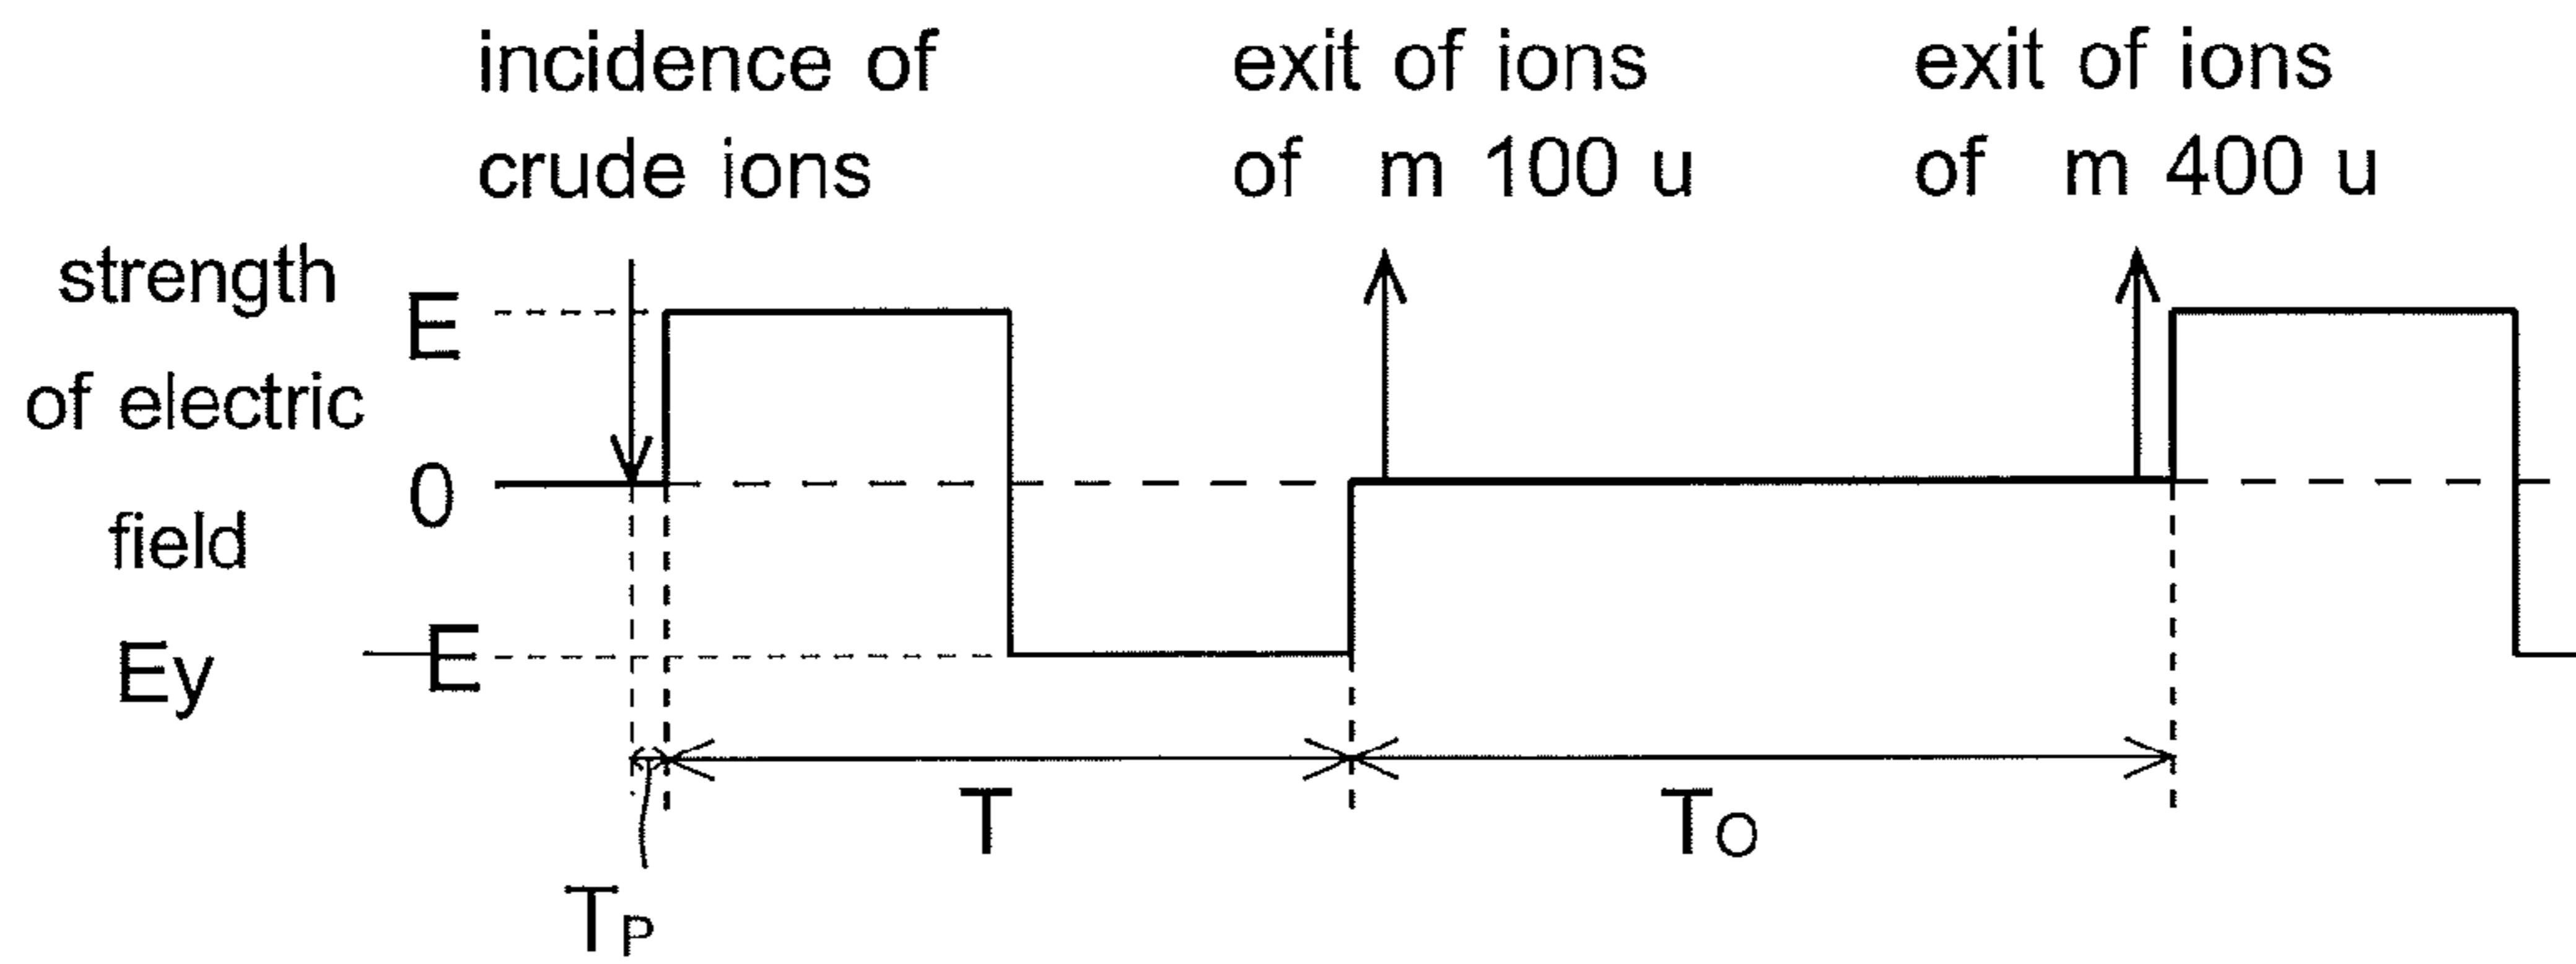 incidence of
crude ions
exit of ions
of m 100 u
exit of ions
of m 400 u
strength
of electric
field
Ey
E
0
—E
T
To
TP